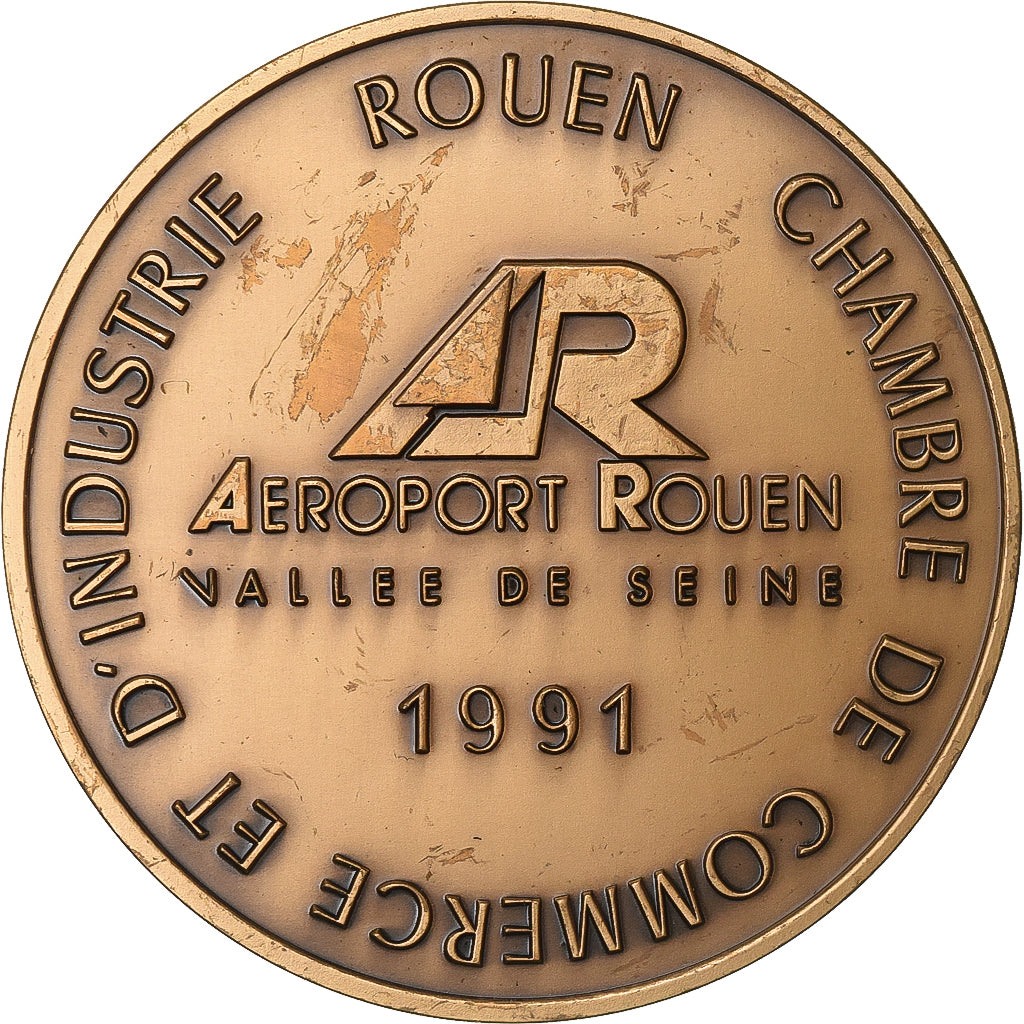 ROUEN CHAMBRE DE COMMERCE ET D'INDUSTRIE
AR
AEROPORT ROUEN
VALLEE DE SEINE
1991